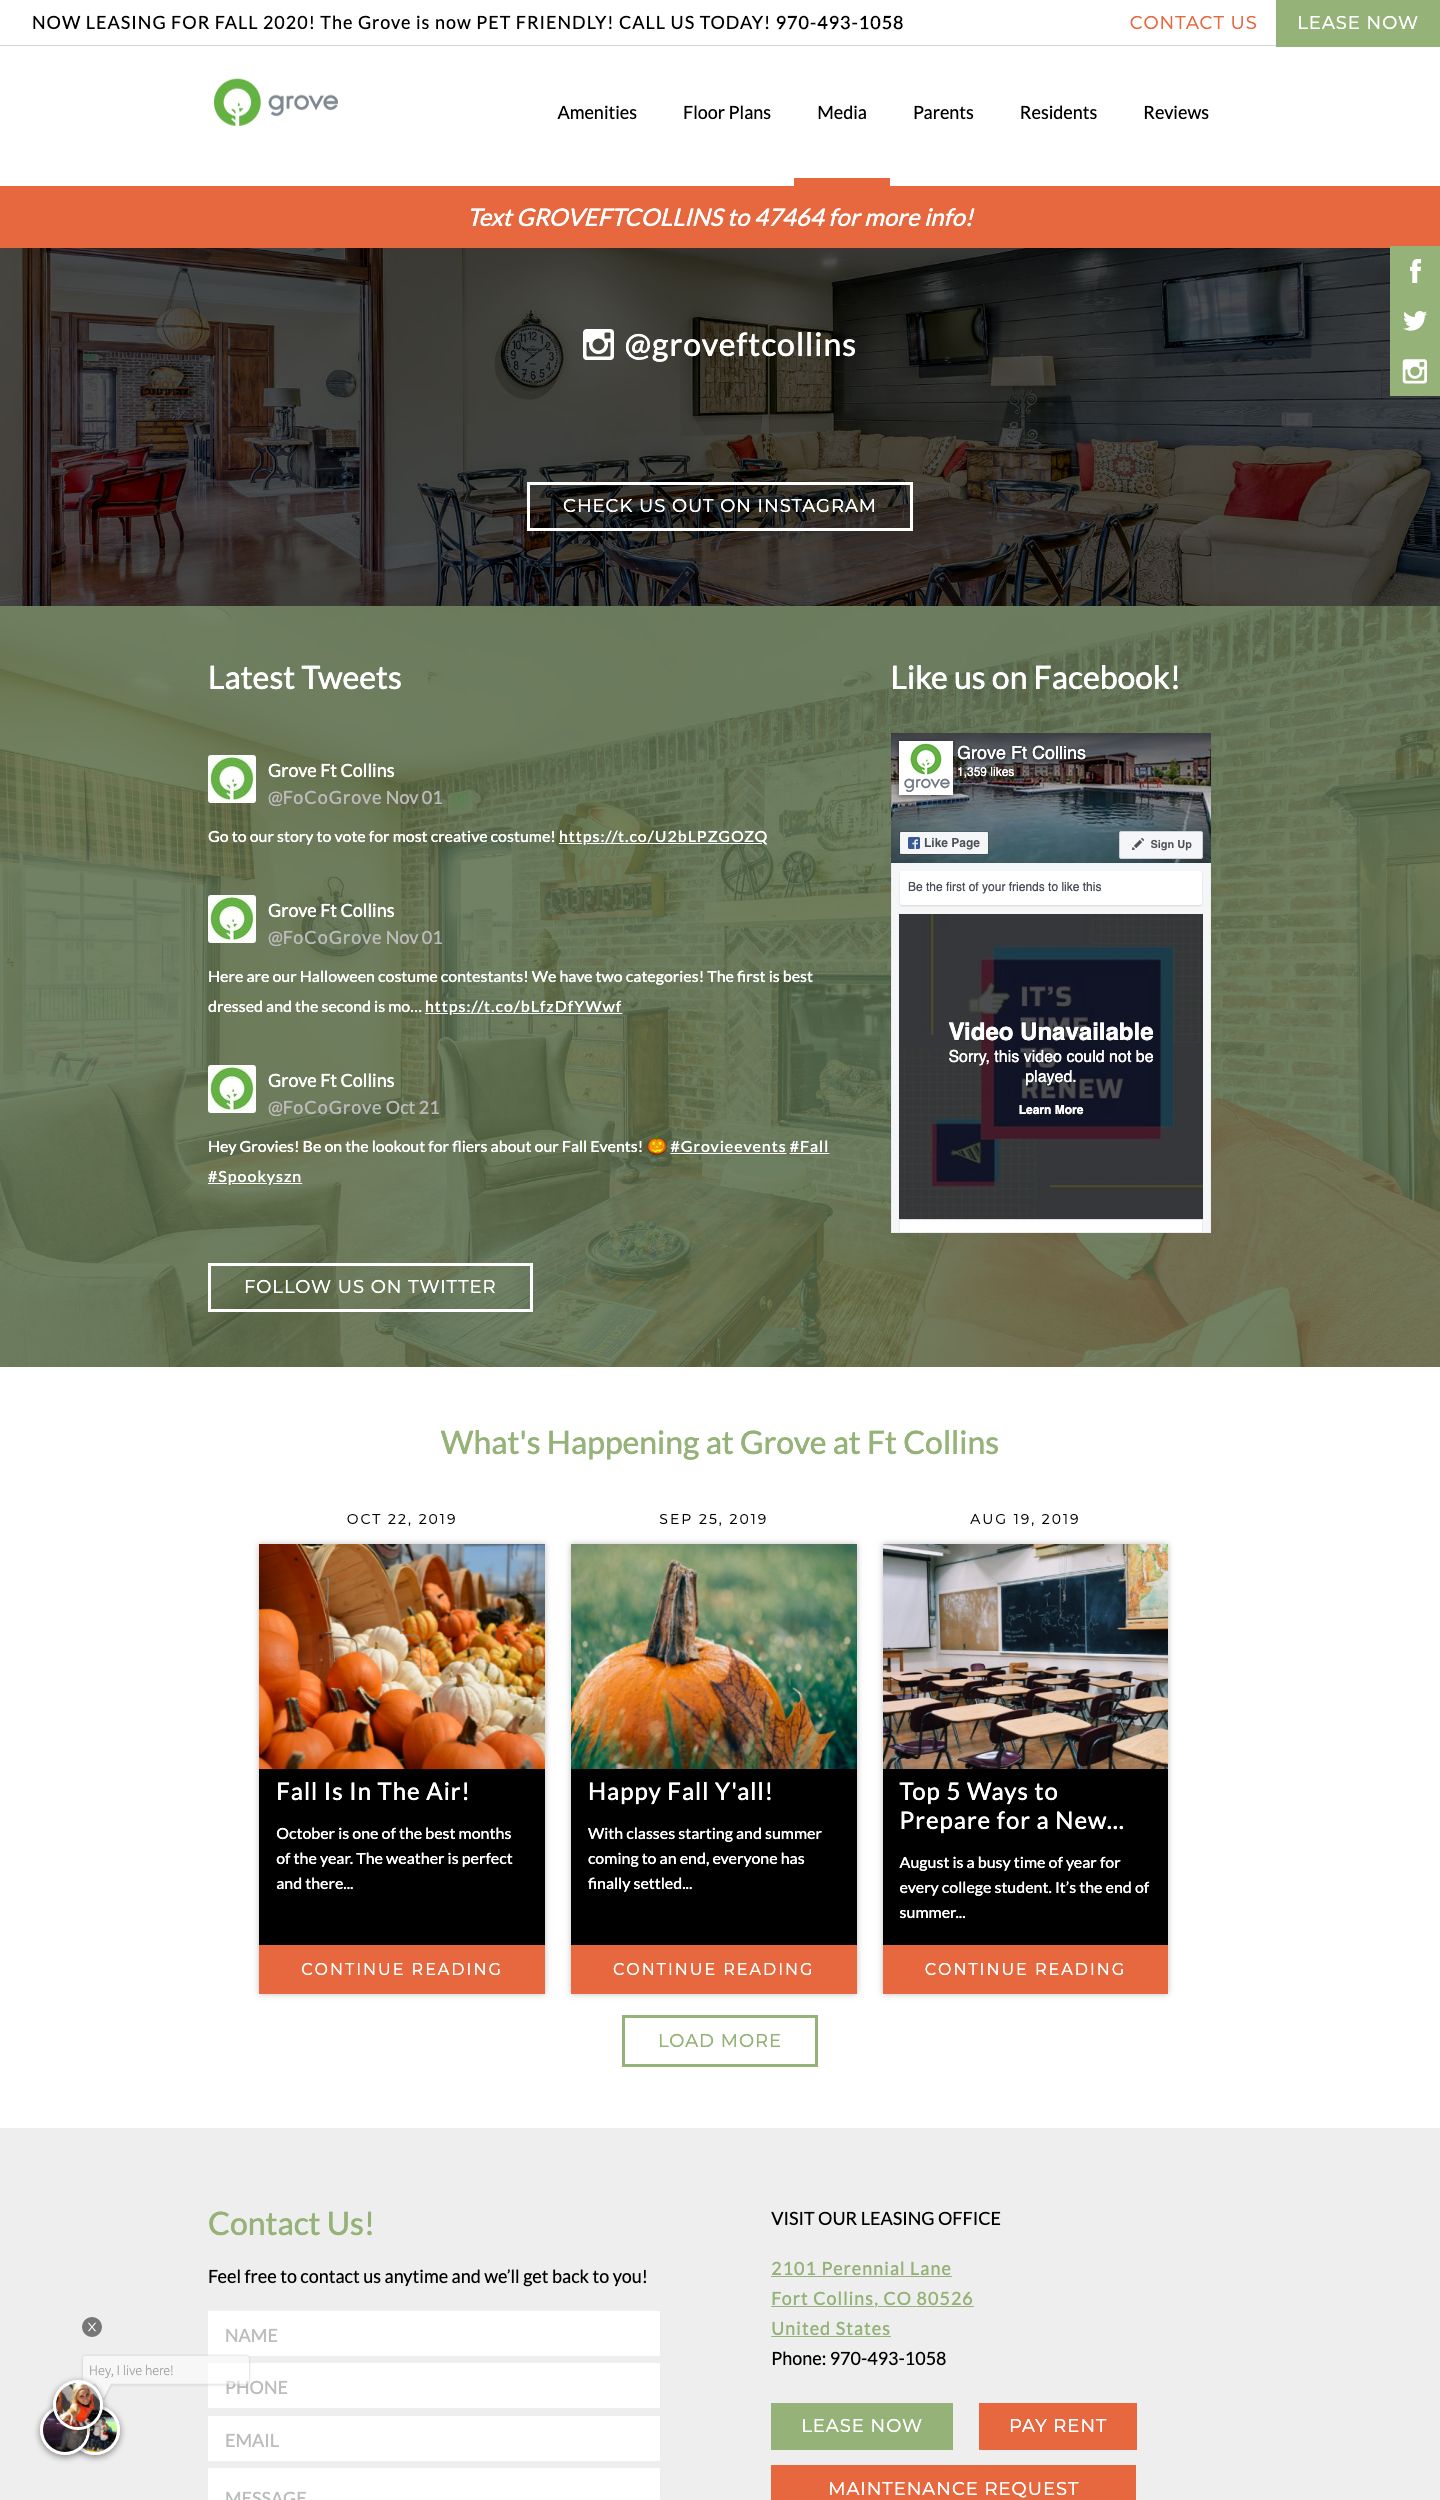 NOW LEASING FOR FALL 2020! The Grove is now PET FRIENDLY! CALL US TODAY! 970-493-1058
CONTACT US
LEASE NOW
grove
Amenities
Floor Plans
Media
Parents
Residents
Reviews
Text GROVEFTCOLLINS to 47464 for more info!
@groveftcollins
CHECK US OUT ON INSTAGRAM
Latest Tweets
Grove Ft Collins
@FoCoGrove Nov 01
Go to our story to vote for most creative costume! https://t.co/U2bLPZGOZQ
Grove Ft Collins
@FoCoGrove Nov 01
Here are our Halloween costume contestants! We have two categories! The first is best
dressed and the second is mo... https://t.co/bLfzDfYWwf
Grove Ft Collins
@FoCoGrove Oct 21
Hey Grovies! Be on the lookout for fliers about our Fall Events! 🎃 #Grovieevents #Fall
#Spookyszn
FOLLOW US ON TWITTER
Like us on Facebook!
grove
Grove Ft Collins
1,359 likes
Like Page
Sign Up
Be the first of your friends to like this
IT'S
TIME
TO
RENEW
Video Unavailable
Sorry, this video could not be
played.
Learn More
What's Happening at Grove at Ft Collins
OCT 22, 2019
Fall Is In The Air!
October is one of the best months
of the year. The weather is perfect
and there...
CONTINUE READING
SEP 25, 2019
Happy Fall Y'all!
With classes starting and summer
coming to an end, everyone has
finally settled...
CONTINUE READING
AUG 19, 2019
Top 5 Ways to
Prepare for a New...
August is a busy time of year for
every college student. It’s the end of
summer...
CONTINUE READING
LOAD MORE
Contact Us!
Feel free to contact us anytime and we’ll get back to you!
NAME
PHONE
EMAIL
MESSAGE
X
Hey, I live here!
VISIT OUR LEASING OFFICE
2101 Perennial Lane
Fort Collins, CO 80526
United States
Phone: 970-493-1058
LEASE NOW
PAY RENT
MAINTENANCE REQUEST